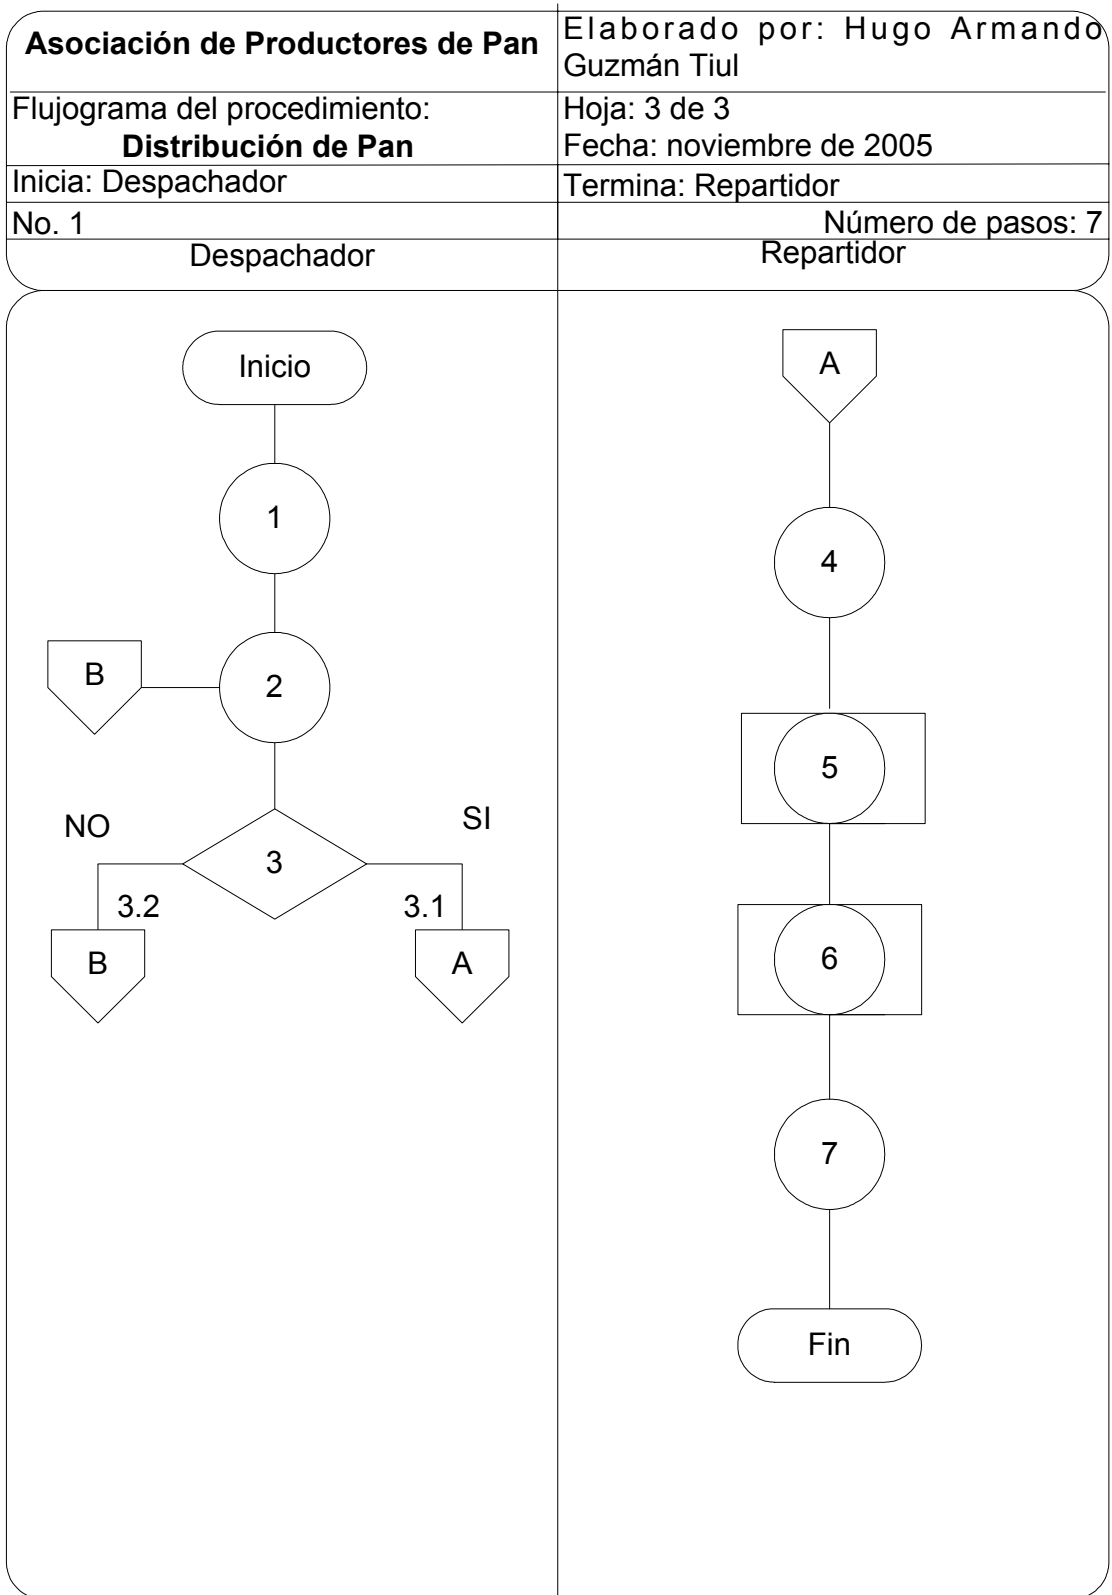 Asociación de Productores de Pan
Elaborado por: Hugo Armando
Guzmán Tiul
Flujograma del procedimiento:
Distribución de Pan
Hoja: 3 de 3
Fecha: noviembre de 2005
Inicia: Despachador
Termina: Repartidor
No. 1
Número de pasos: 7
Despachador
Repartidor
Inicio
1
B
2
NO
3
SI
3.2
3.1
B
A
A
4
5
6
7
Fin